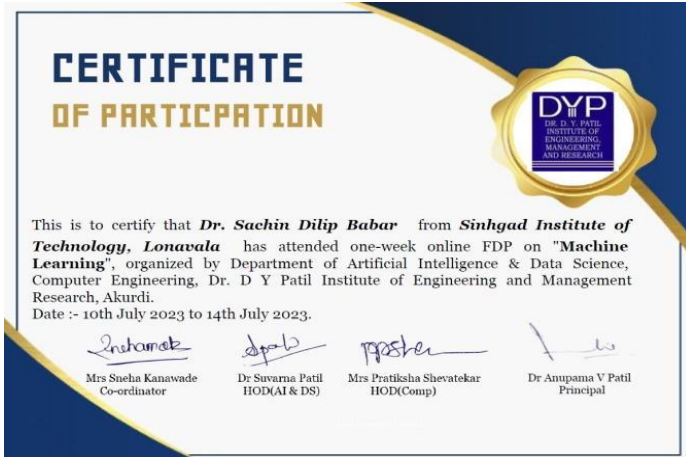 CERTIFICATE
OF PARTICPATION
DYP
DR. D. Y. PATIL
INSTITUTE OF
ENGINEERING,
MANAGEMENT
AND RESEARCH
This is to certify that Dr. Sachin Dilip Babar from Sinhgad Institute of
Technology, Lonavala has attended one-week online FDP on "Machine
Learning", organized by Department of Artificial Intelligence & Data Science,
Computer Engineering, Dr. D Y Patil Institute of Engineering and Management
Research, Akurdi.
Date :- 10th July 2023 to 14th July 2023.
Mrs Sneha Kanawade
Co-ordinator
Dr Suvarna Patil
HOD(AI & DS)
Mrs Pratiksha Shevatekar
HOD(Comp)
Dr Anupama V Patil
Principal